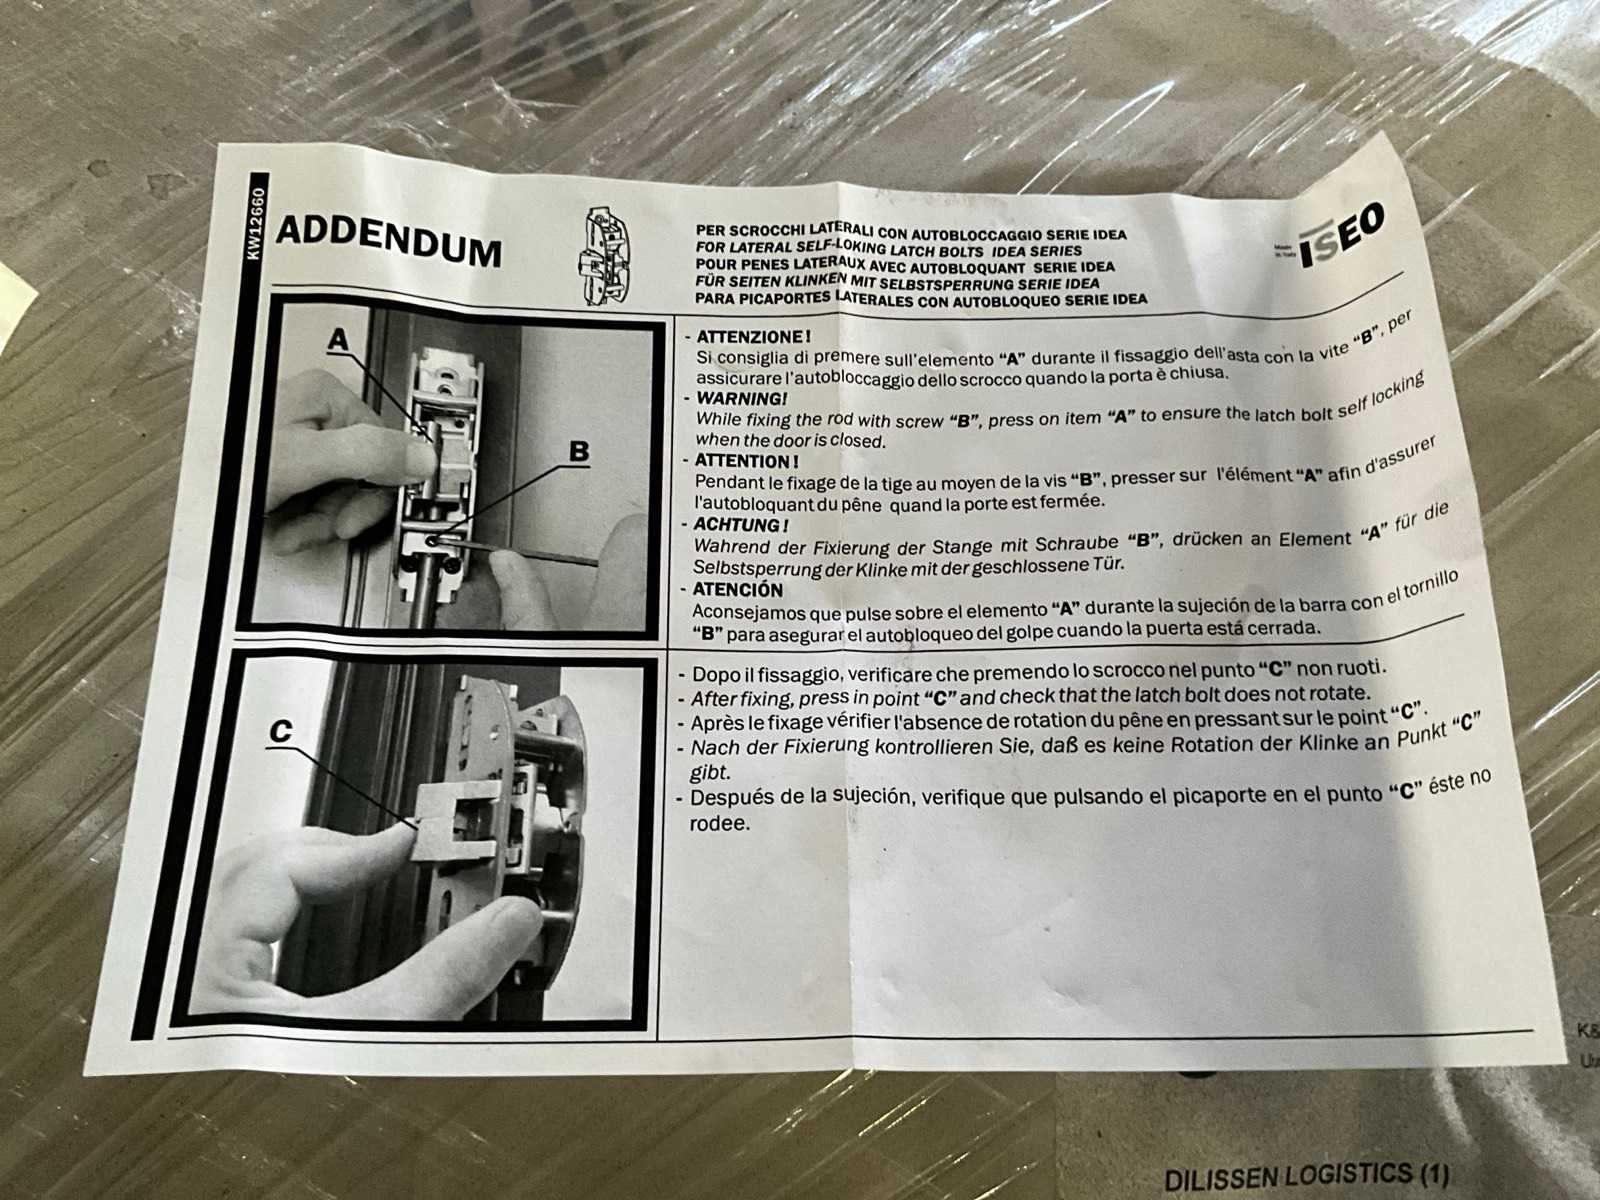 KW12660
ADDENDUM
PER SCROCCHI LATERALI CON AUTOBLOCCAGGIO SERIE IDEA
FOR LATERAL SELF-LOKING LATCH BOLTS IDEA SERIES
POUR PENES LATERAUX AVEC AUTOBLOQUANT SERIE IDEA
FÜR SEITEN KLINKEN MIT SELBSTSPERRUNG SERIE IDEA
PARA PICAPORTES LATERALES CON AUTOBLOQUEO SERIE IDEA
Made
in Italy
ISEO
A
B
- ATTENZIONE!
Si consiglia di premere sull'elemento “A” durante il fissaggio dell'asta con la vite “B”, per
assicurare l'autobloccaggio dello scrocco quando la porta è chiusa.
- WARNING!
While fixing the rod with screw “B”, press on item “A” to ensure the latch bolt self locking
when the door is closed.
- ATTENTION!
Pendant le fixage de la tige au moyen de la vis “B”, presser sur l'élément “A” afin d'assurer
l'autobloquant du pêne quand la porte est fermée.
- ACHTUNG!
Wahrend der Fixierung der Stange mit Schraube “B”, drücken an Element “A” für die
Selbstsperrung der Klinke mit der geschlossene Tür.
- ATENCIÓN
Aconsejamos que pulse sobre el elemento “A” durante la sujeción de la barra con el tornillo
“B” para asegurar el autobloqueo del golpe cuando la puerta está cerrada.
C
- Dopo il fissaggio, verificare che premendo lo scrocco nel punto “C” non ruoti.
- After fixing, press in point “C” and check that the latch bolt does not rotate.
- Après le fixage vérifier l'absence de rotation du pêne en pressant sur le point “C”.
- Nach der Fixierung kontrollieren Sie, daß es keine Rotation der Klinke an Punkt “C”
gibt.
- Después de la sujeción, verifique que pulsando el picaporte en el punto “C” éste no
rodee.
DILISSEN LOGISTICS (1)